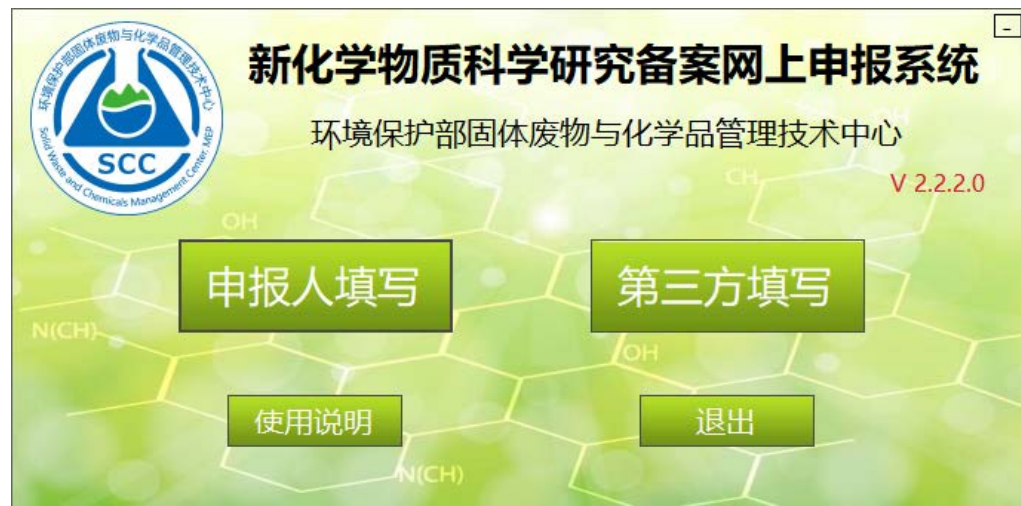 环境保护部固体废物与化学品管理技术中心
Solid Waste and Chemicals Management Center, MEP
SCC
新化学物质科学研究备案网上申报系统
环境保护部固体废物与化学品管理技术中心
V 2.2.2.0
CH
OH
OH
申报人填写
第三方填写
N(CH)
OH
使用说明
退出
N(CH)